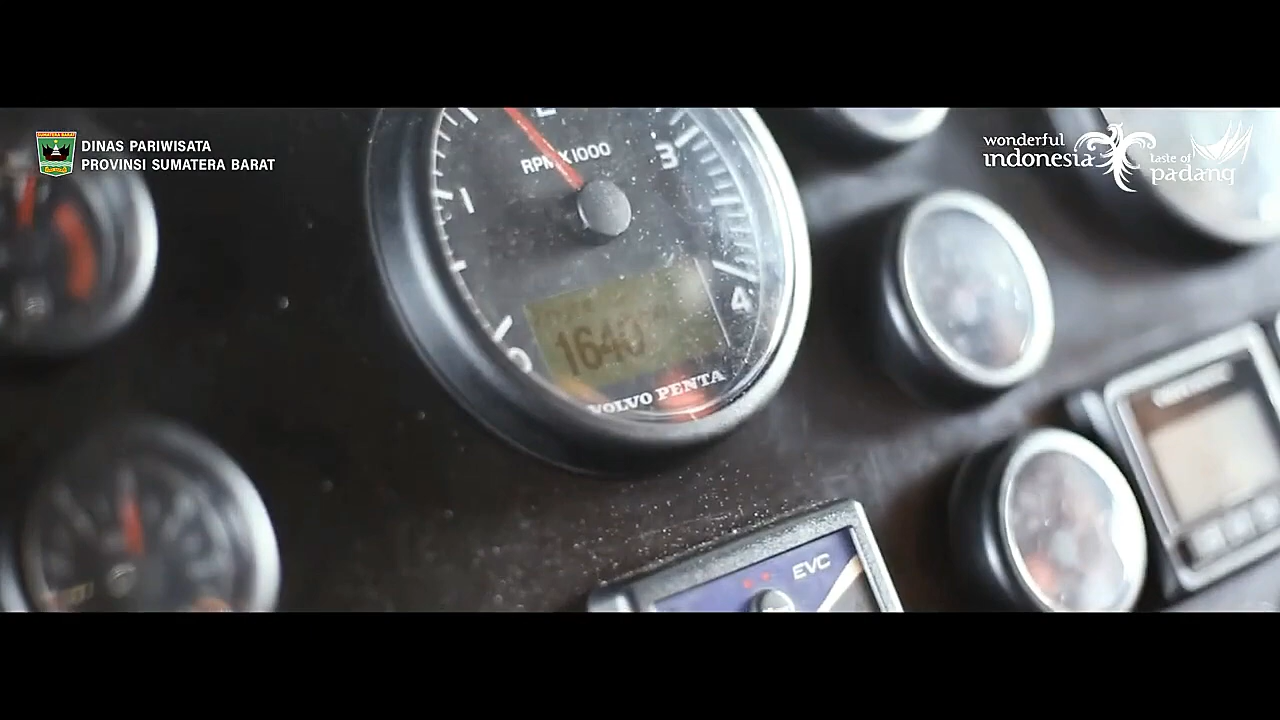 DINAS PARIWISATA
PROVINSI SUMATERA BARAT
wonderful
indonesia
taste of
padang
2
RPM X1000
3
1
4
0
1640
VOLVO PENTA
EVC